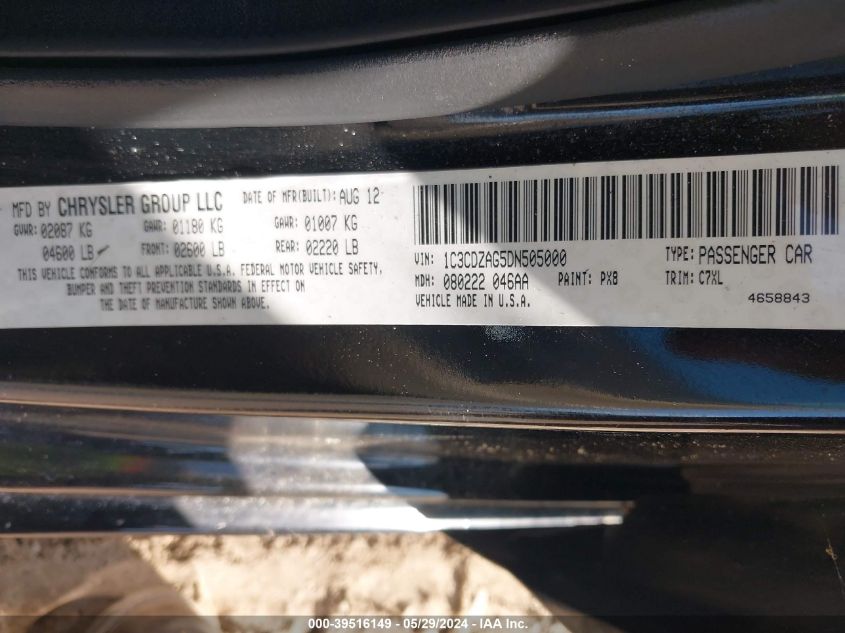 MFD BY CHRYSLER GROUP LLC DATE OF MFR(BUILT): AUG 12
GVWR: 02087 KG GAWR: 01180 KG GAWR: 01007 KG
04600 LB FRONT: 02600 LB REAR: 02220 LB
THIS VEHICLE CONFORMS TO ALL APPLICABLE U.S.A. FEDERAL MOTOR VEHICLE SAFETY,
BUMPER AND THEFT PREVENTION STANDARDS IN EFFECT ON
THE DATE OF MANUFACTURE SHOWN ABOVE.
VIN: 1C3CDZAG5DN505000 TYPE: PASSENGER CAR
MDH: 080222 046AA PAINT: PX8 TRIM: C7XL
VEHICLE MADE IN U.S.A. 4658843
000-39516149 — 05/29/2024 — IAA Inc.